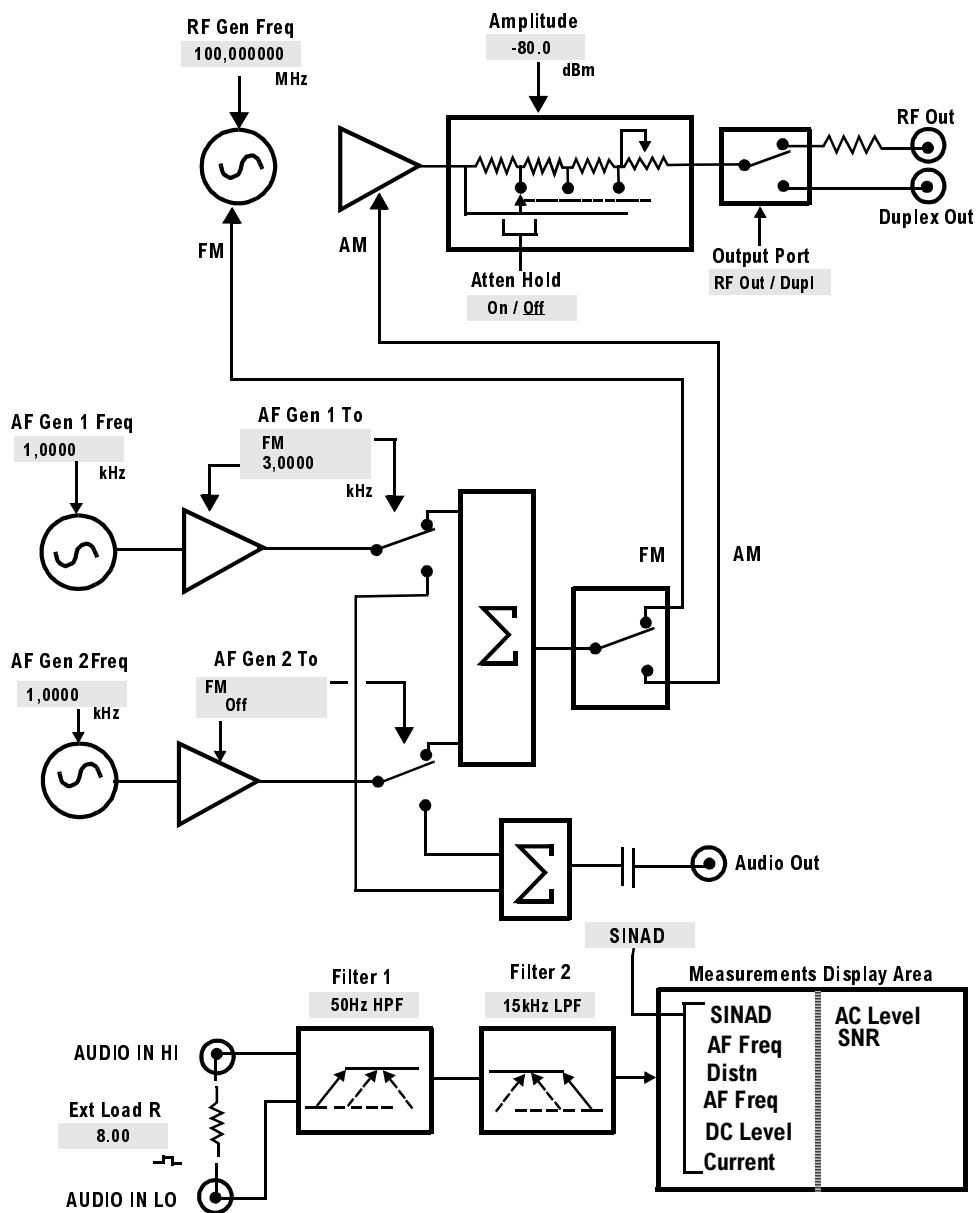 RF Gen Freq
100,000000
MHz
Amplitude
-80.0
dBm
RF Out
Duplex Out
FM
AM
Atten Hold
On / Off
Output Port
RF Out / Dupl
AF Gen 1 Freq
1,0000
kHz
AF Gen 1 To
FM
3,0000
kHz
FM
AM
Σ
AF Gen 2Freq
1,0000
kHz
AF Gen 2 To
FM
Off
Σ
Audio Out
SINAD
Filter 1
50Hz HPF
Filter 2
15kHz LPF
Measurements Display Area
SINAD
AF Freq
Distn
AF Freq
DC Level
Current
AC Level
SNR
AUDIO IN HI
Ext Load R
8.00
AUDIO IN LO